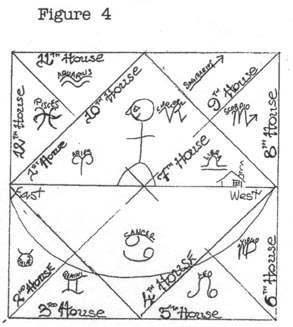 Figure 4
11TH House
AQUARIUS
10TH House
SAGITTARIUS
9TH House
PISCES
SCORPIO
12TH House
1ST House
ARIES
7TH House
8TH House
East
West
CANCER
VIRGO
2ND House
GEMINI
4TH House
LEO
6TH House
3RD House
5TH House